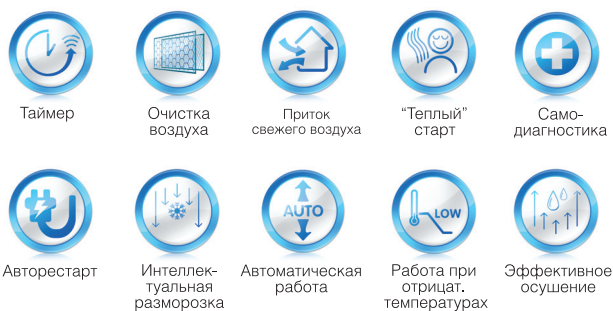 Таймер
Очистка
воздуха
Приток
свежего воздуха
“Теплый”
старт
Само-
диагностика
AUTO
LOW
Авторестарт
Интеллек-
туальная
разморозка
Автоматическая
работа
Работа при
отрицат.
температурах
Эффективное
осушение